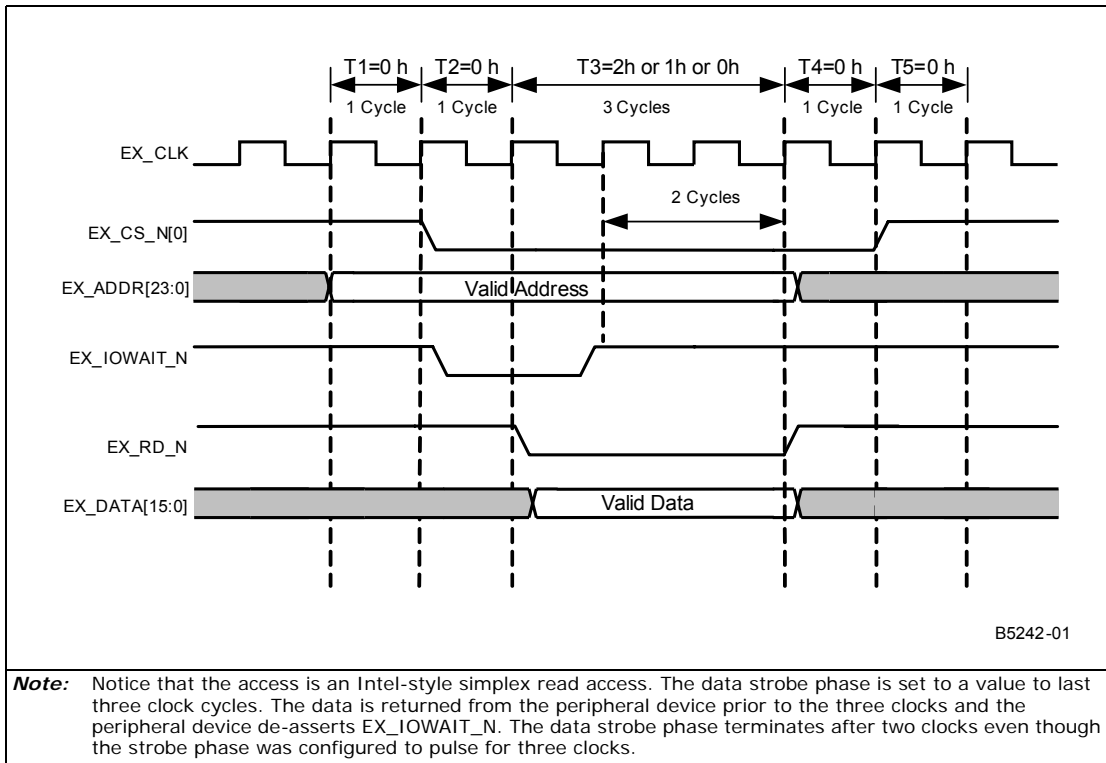 T1=0 h T2=0 h T3=2h or 1h or 0h T4=0 h T5=0 h
1 Cycle 1 Cycle 3 Cycles 1 Cycle 1 Cycle
EX_CLK
2 Cycles
EX_CS_N[0]
EX_ADDR[23:0] Valid Address
EX_IOWAIT_N
EX_RD_N
EX_DATA[15:0] Valid Data
B5242-01
Note: Notice that the access is an Intel-style simplex read access. The data strobe phase is set to a value to last
three clock cycles. The data is returned from the peripheral device prior to the three clocks and the
peripheral device de-asserts EX_IOWAIT_N. The data strobe phase terminates after two clocks even though
the strobe phase was configured to pulse for three clocks.